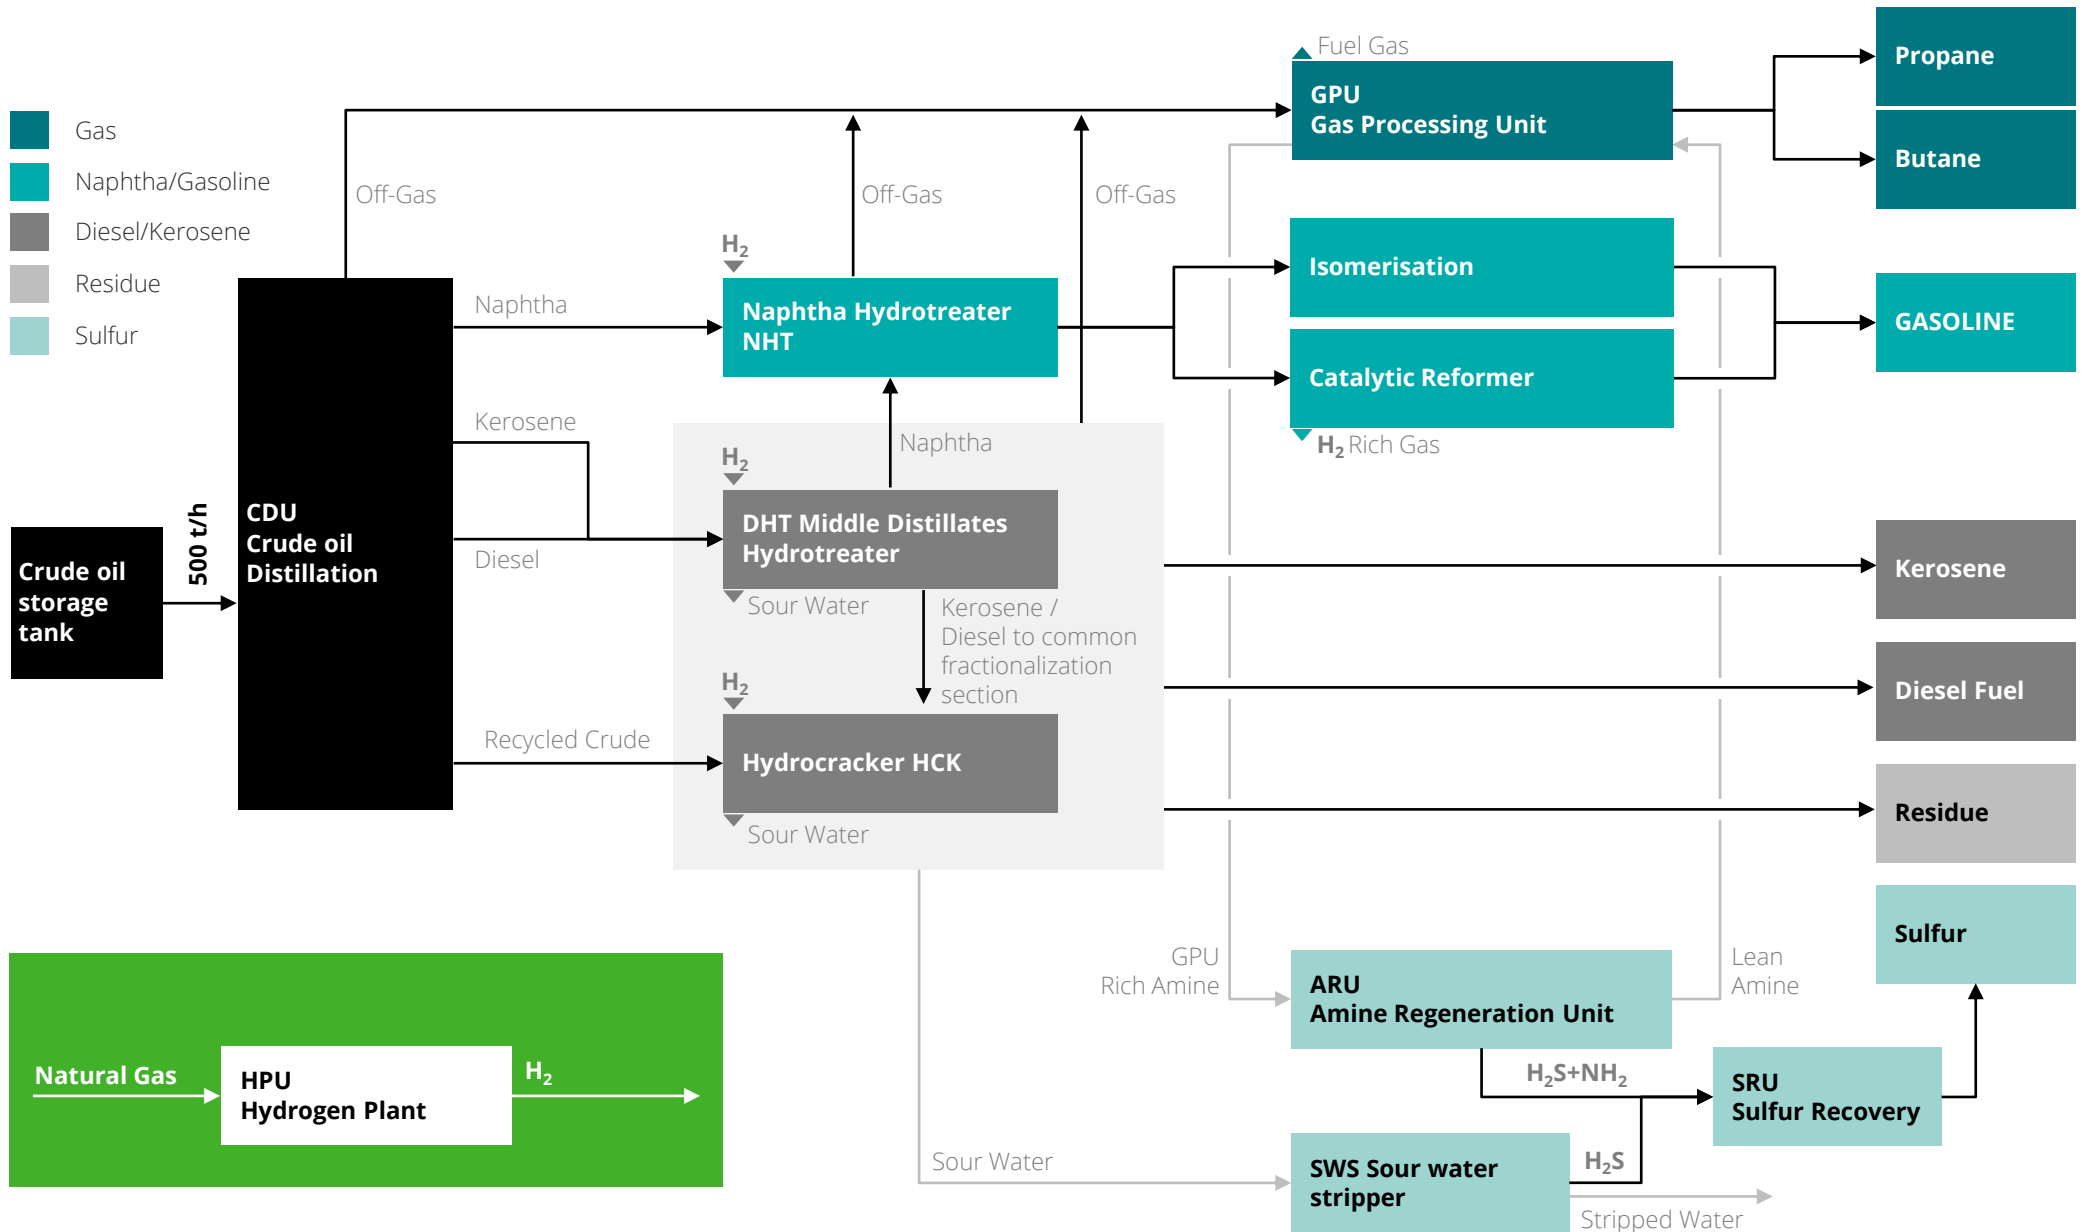 Gas
Naphtha/Gasoline
Diesel/Kerosene
Residue
Sulfur
Crude oil
storage
tank
500 t/h
CDU
Crude oil
Distillation
Off-Gas
Off-Gas
Off-Gas
Naphtha
Kerosene
Diesel
Recycled Crude
H₂
Naphtha Hydrotreater
NHT
Naphtha
H₂
DHT Middle Distillates
Hydrotreater
Sour Water
Kerosene /
Diesel to common
fractionalization
section
H₂
Hydrocracker HCK
Sour Water
Fuel Gas
GPU
Gas Processing Unit
Isomerisation
Catalytic Reformer
H₂ Rich Gas
Propane
Butane
GASOLINE
Kerosene
Diesel Fuel
Residue
Sulfur
GPU
Rich Amine
ARU
Amine Regeneration Unit
Lean
Amine
H₂S+NH₂
SRU
Sulfur Recovery
Sour Water
SWS Sour water
stripper
H₂S
Stripped Water
Natural Gas
HPU
Hydrogen Plant
H₂